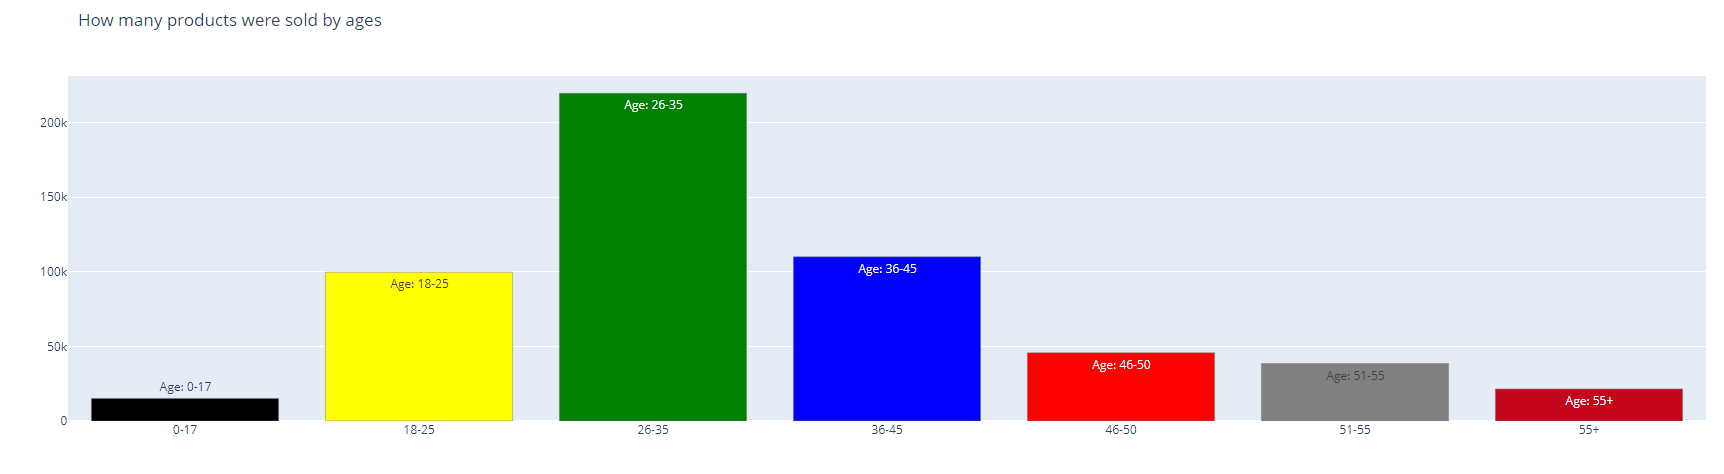 How many products were sold by ages
200k
150k
100k
50k
0
Age: 0-17
Age: 18-25
Age: 26-35
Age: 36-45
Age: 46-50
Age: 51-55
Age: 55+
0-17
18-25
26-35
36-45
46-50
51-55
55+